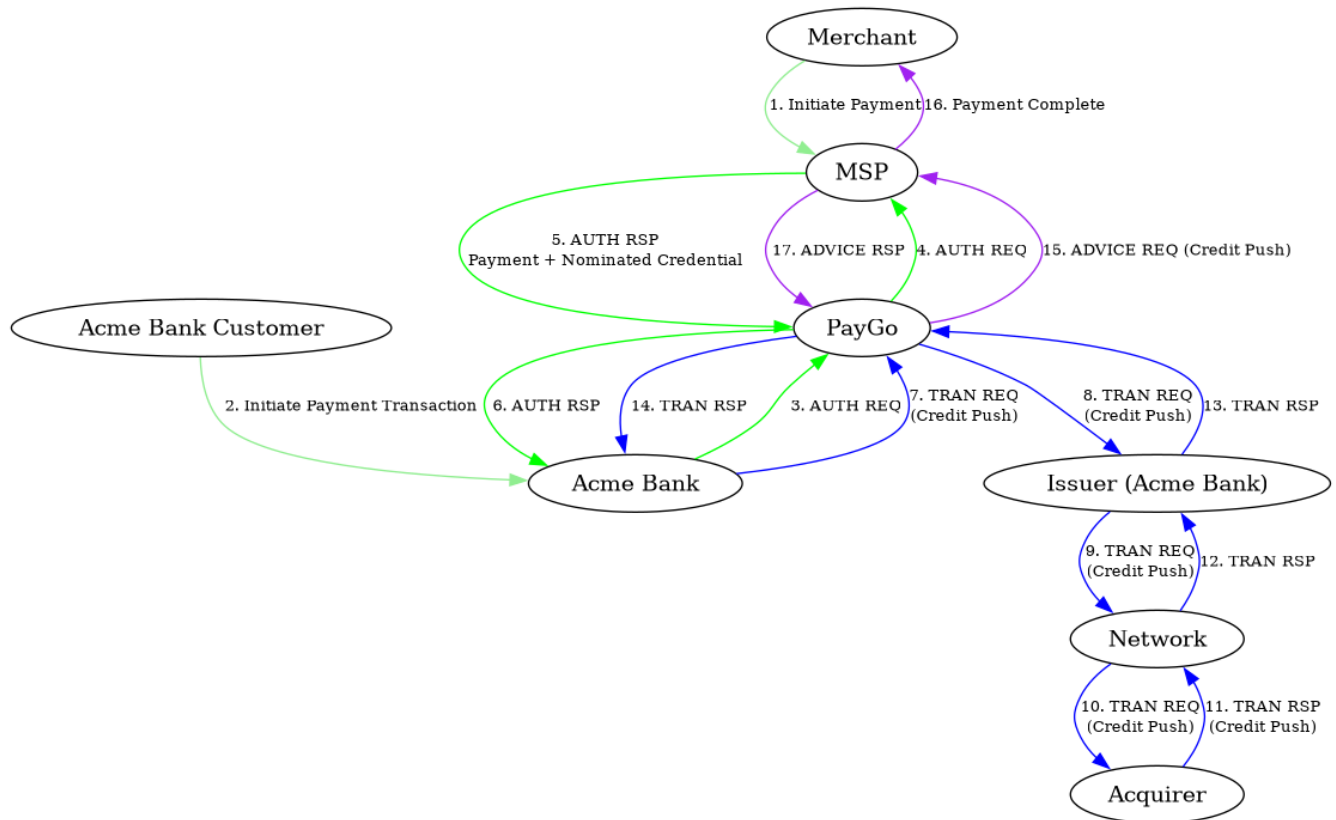 Merchant
1. Initiate Payment
16. Payment Complete
MSP
5. AUTH RSP
Payment + Nominated Credential
17. ADVICE RSP
4. AUTH REQ
15. ADVICE REQ (Credit Push)
Acme Bank Customer
PayGo
2. Initiate Payment Transaction
6. AUTH RSP
14. TRAN RSP
3. AUTH REQ
7. TRAN REQ
(Credit Push)
8. TRAN REQ
(Credit Push)
13. TRAN RSP
Acme Bank
Issuer (Acme Bank)
9. TRAN REQ
(Credit Push)
12. TRAN RSP
Network
10. TRAN REQ
(Credit Push)
11. TRAN RSP
(Credit Push)
Acquirer